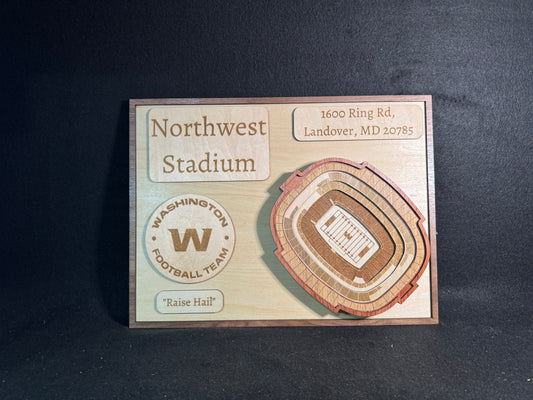 Northwest
Stadium
1600 Ring Rd,
Landover, MD 20785
WASHINGTON
W
FOOTBALL TEAM
"Raise Hail"